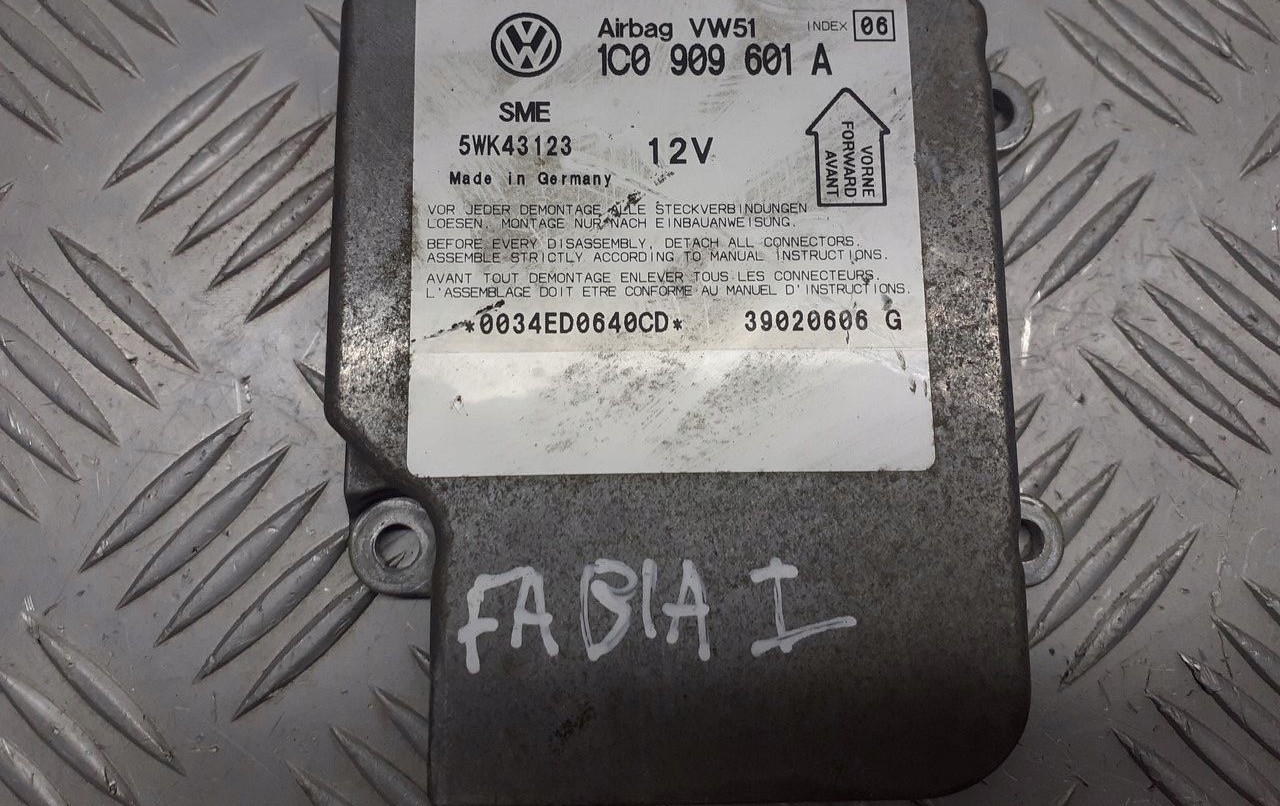 Airbag VW51 INDEX 06
1C0 909 601 A
SME
5WK43123 12V
Made in Germany
VORNE
FORWARD
AVANT
VOR JEDER DEMONTAGE ALLE STECKVERBINDUNGEN
LOESEN. MONTAGE NUR NACH EINBAUANWEISUNG.
BEFORE EVERY DISASSEMBLY, DETACH ALL CONNECTORS.
ASSEMBLE STRICTLY ACCORDING TO MANUAL INSTRUCTIONS.
AVANT TOUT DEMONTAGE ENLEVER TOUS LES CONNECTEURS.
L'ASSEMBLAGE DOIT ETRE CONFORME AU MANUEL D'INSTRUCTIONS.
*0034ED0640CD* 39020606 G
FABIA I